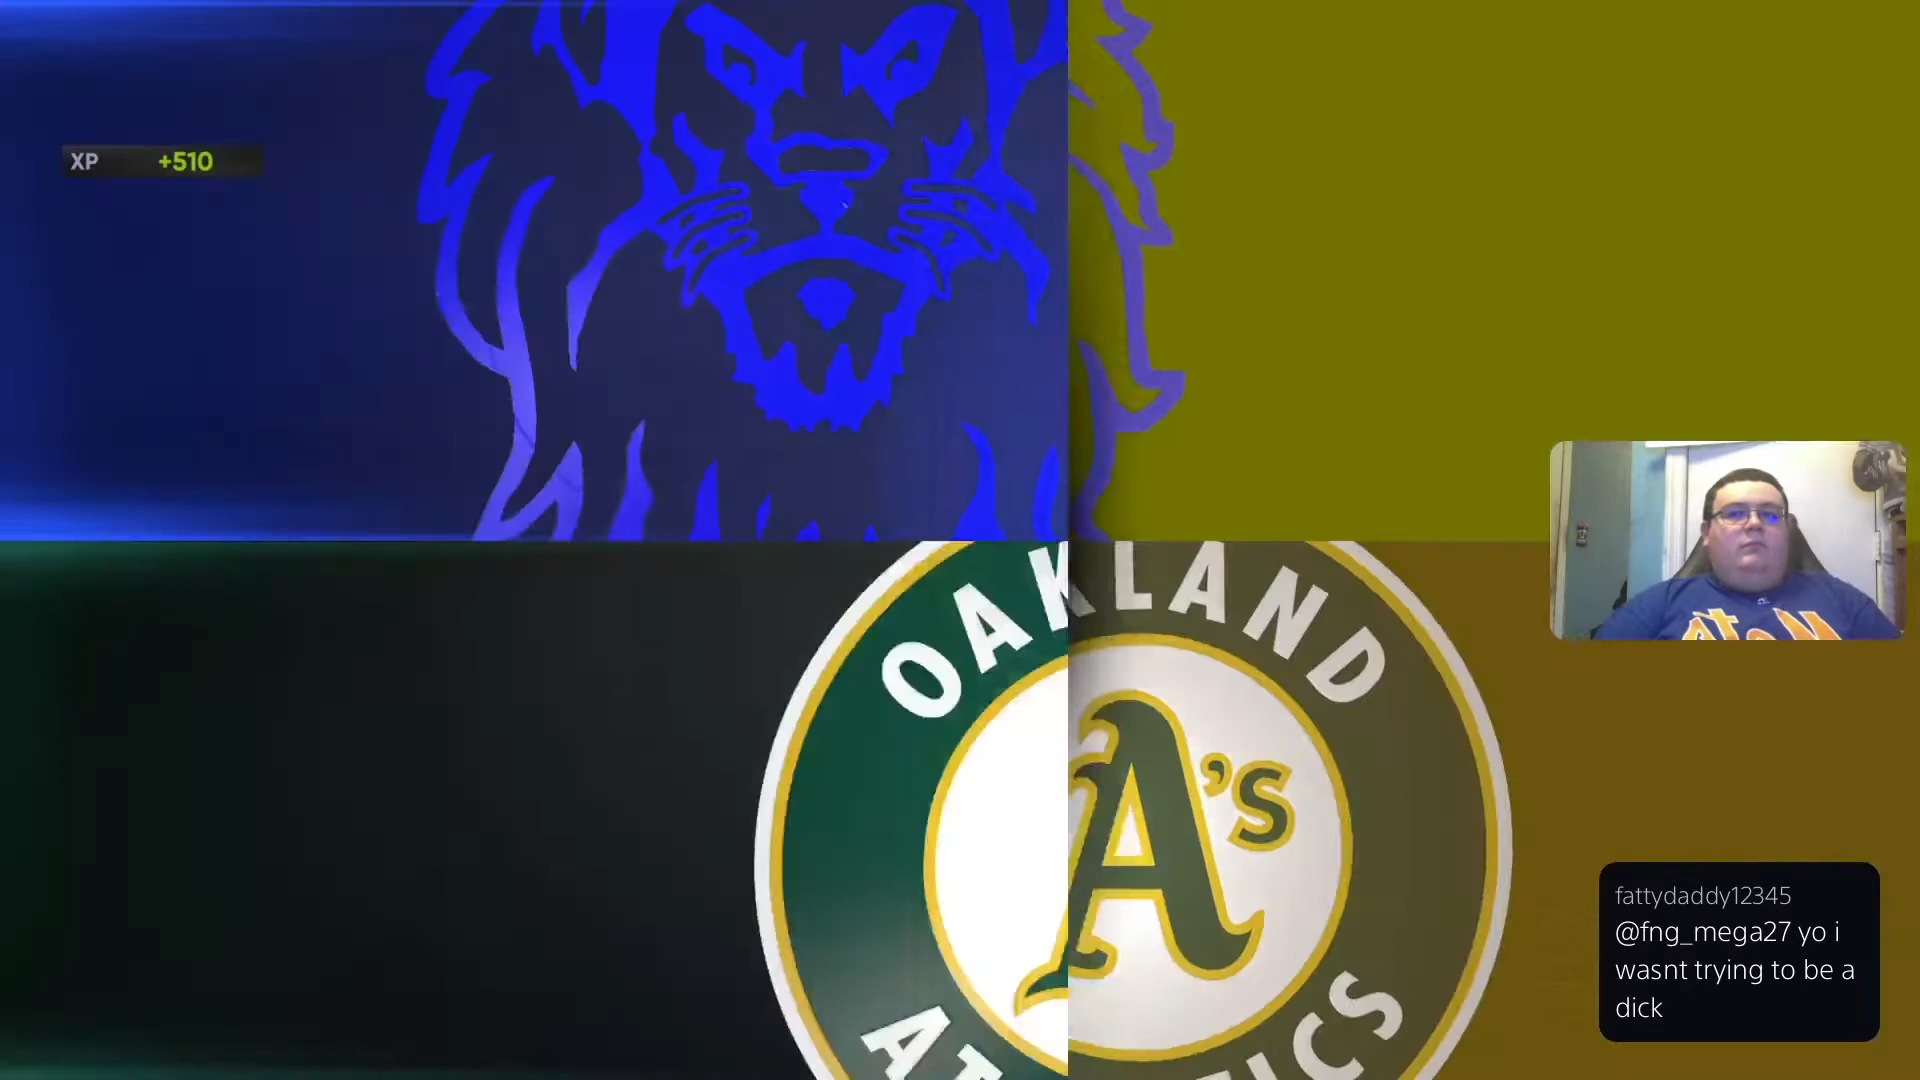 XP +510
OAKLAND
A's
fattydaddy12345
@fng_mega27 yo i
wasnt trying to be a
dick